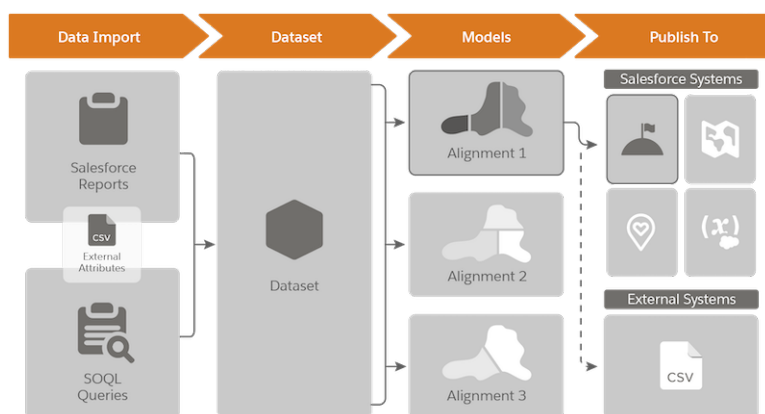 Data Import
Dataset
Models
Publish To
Salesforce
Reports
CSV
External
Attributes
SOQL
Queries
Dataset
Alignment 1
Alignment 2
Alignment 3
Salesforce Systems
(x)
External Systems
CSV